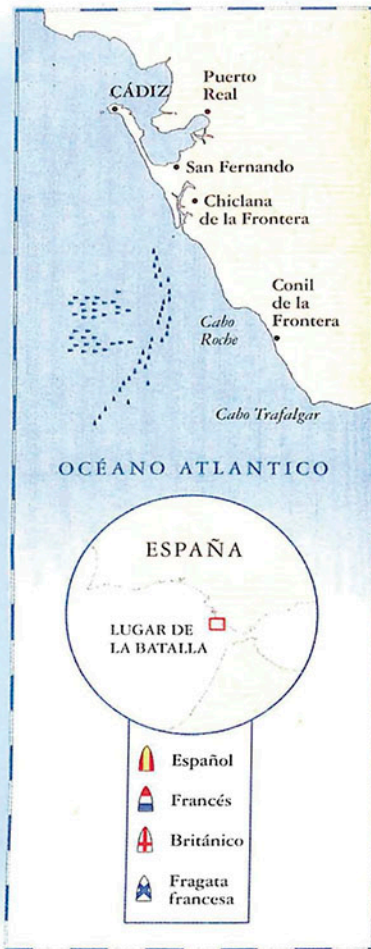 CÁDIZ
Puerto
Real
San Fernando
Chiclana
de la Frontera
Conil
de la
Frontera
Cabo
Roche
Cabo Trafalgar
OCÉANO ATLANTICO
ESPAÑA
LUGAR DE
LA BATALLA
Español
Francés
Británico
Fragata
francesa